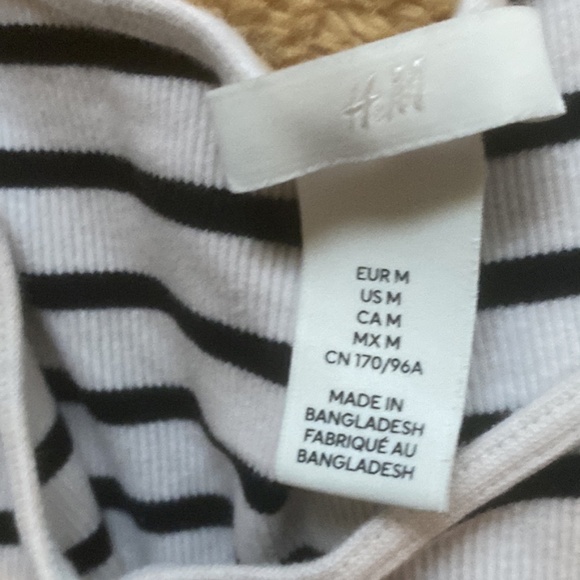 H&M
EUR M
US M
CA M
MX M
CN 170/96A
MADE IN
BANGLADESH
FABRIQUÉ AU
BANGLADESH